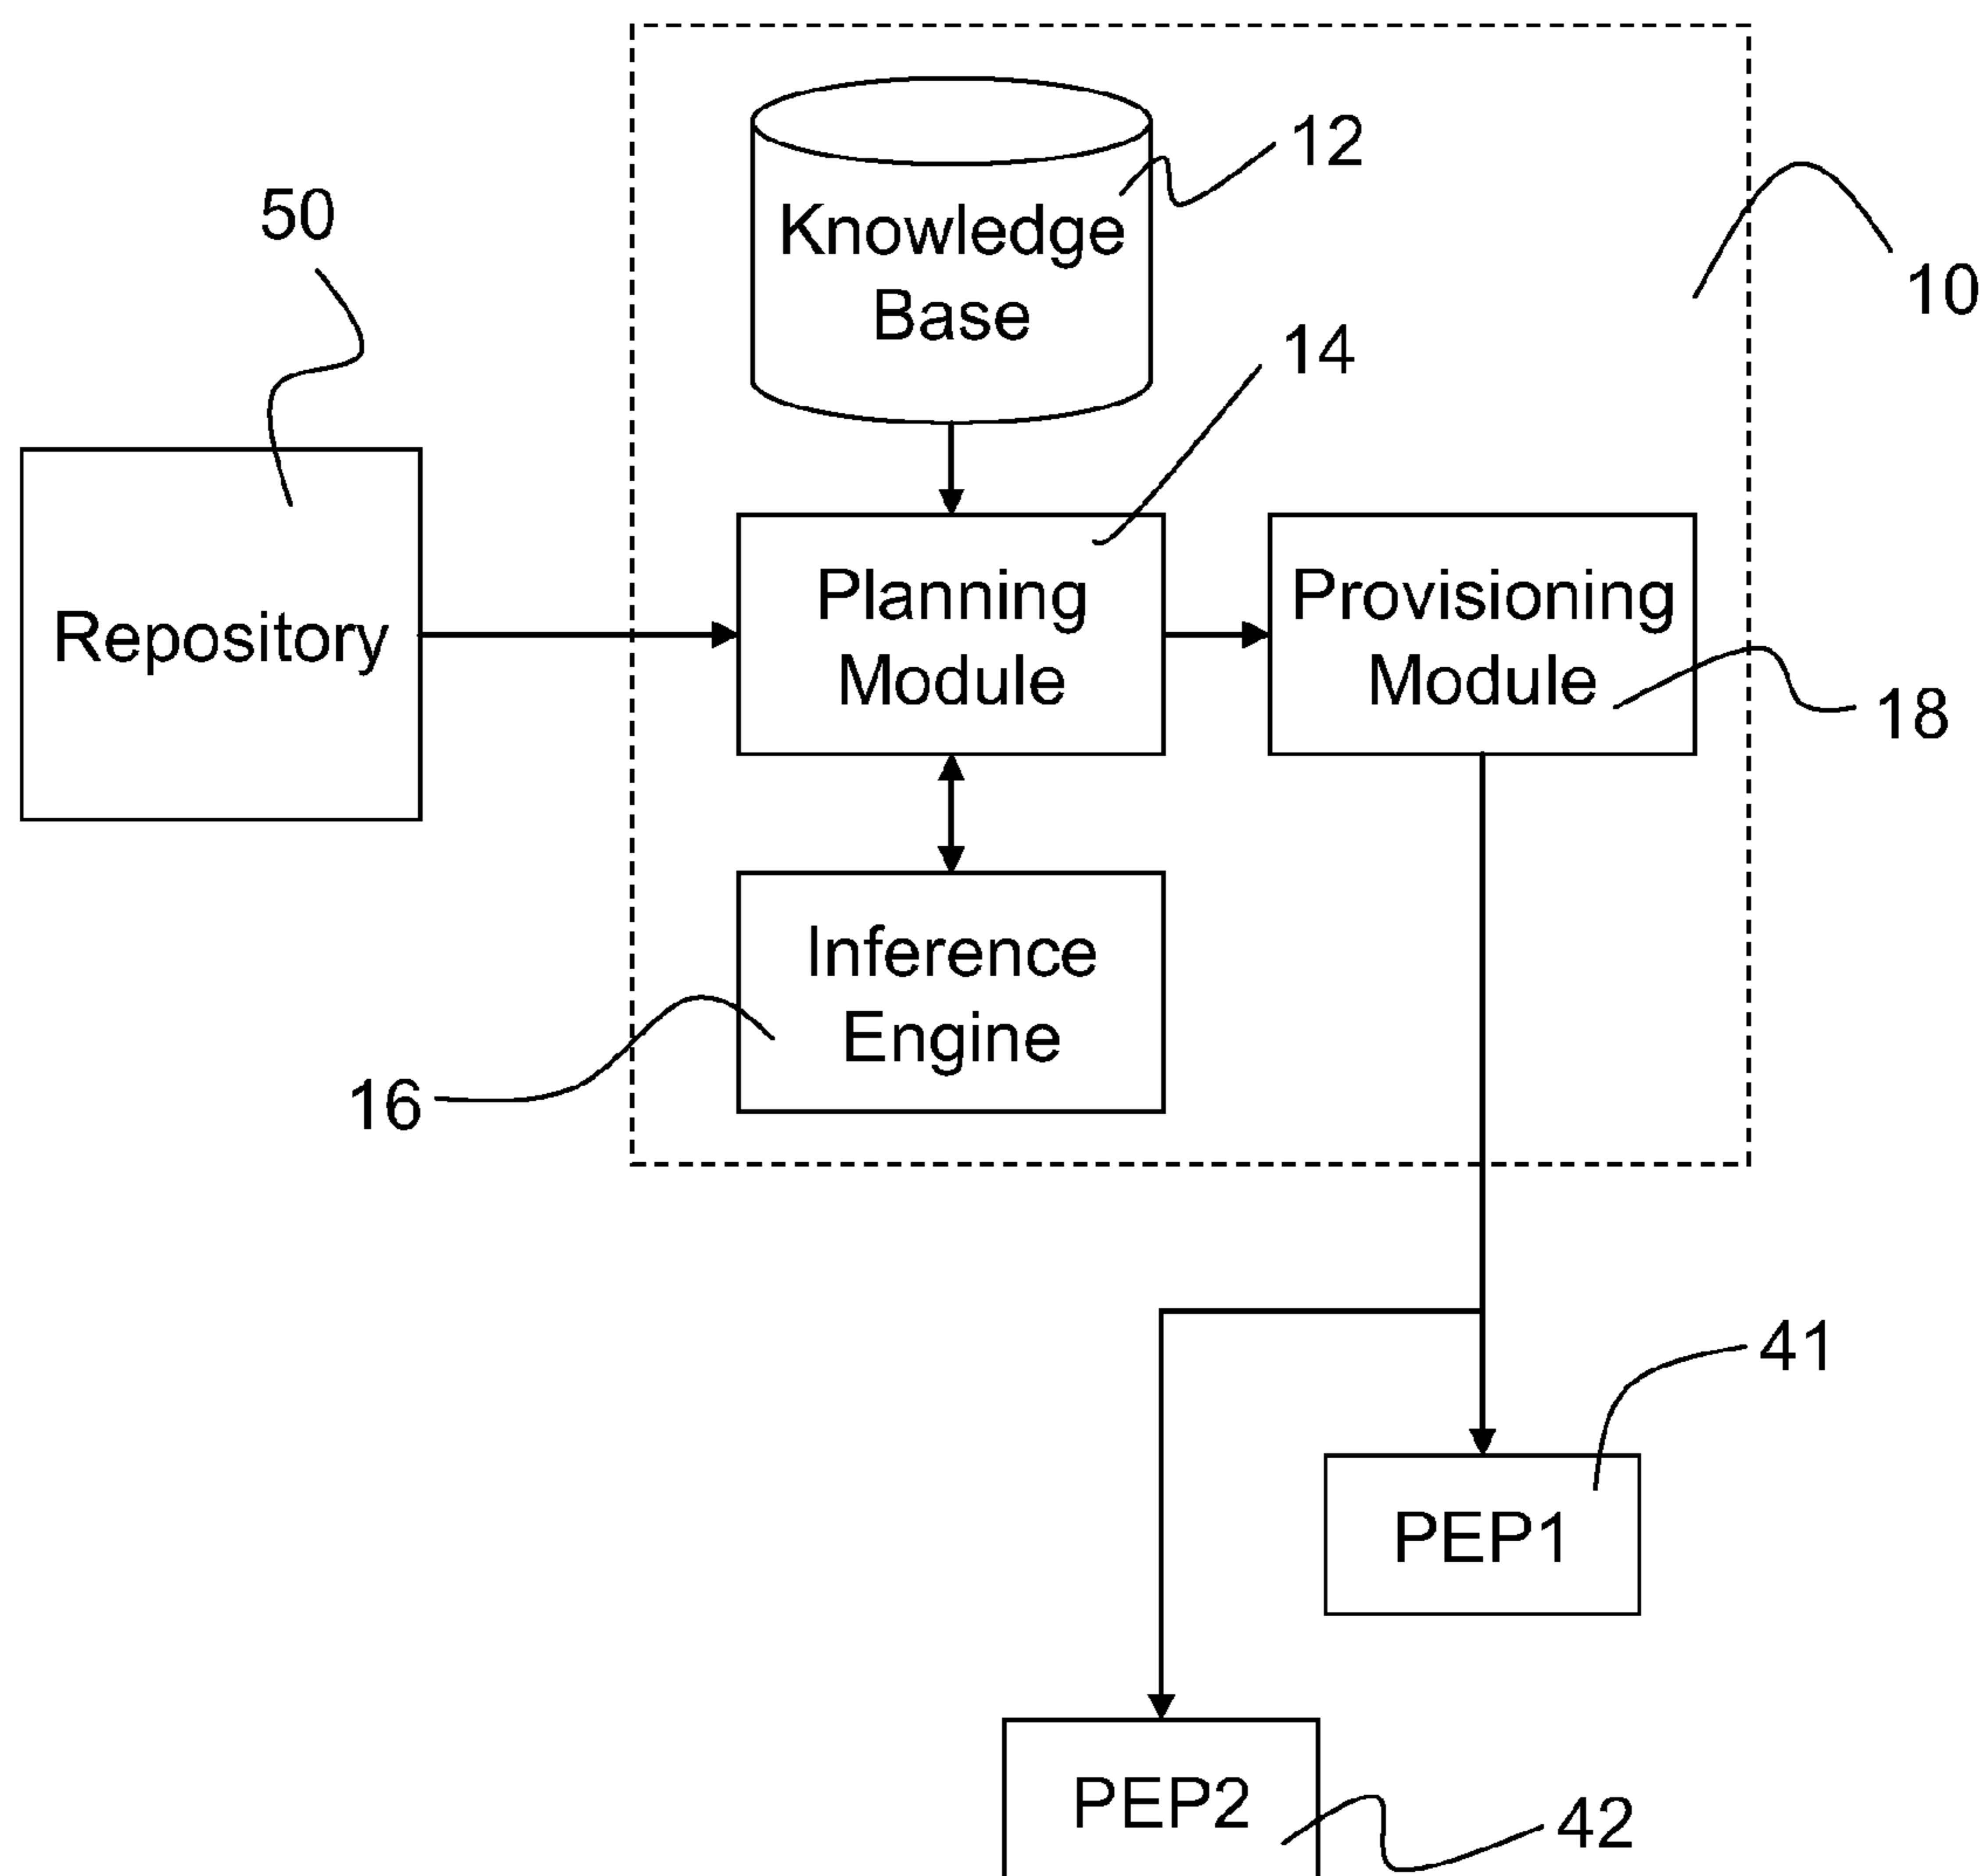 12
Knowledge
Base
50
10
14
Repository
Planning
Module
Provisioning
Module
18
Inference
Engine
16
41
PEP1
PEP2
42